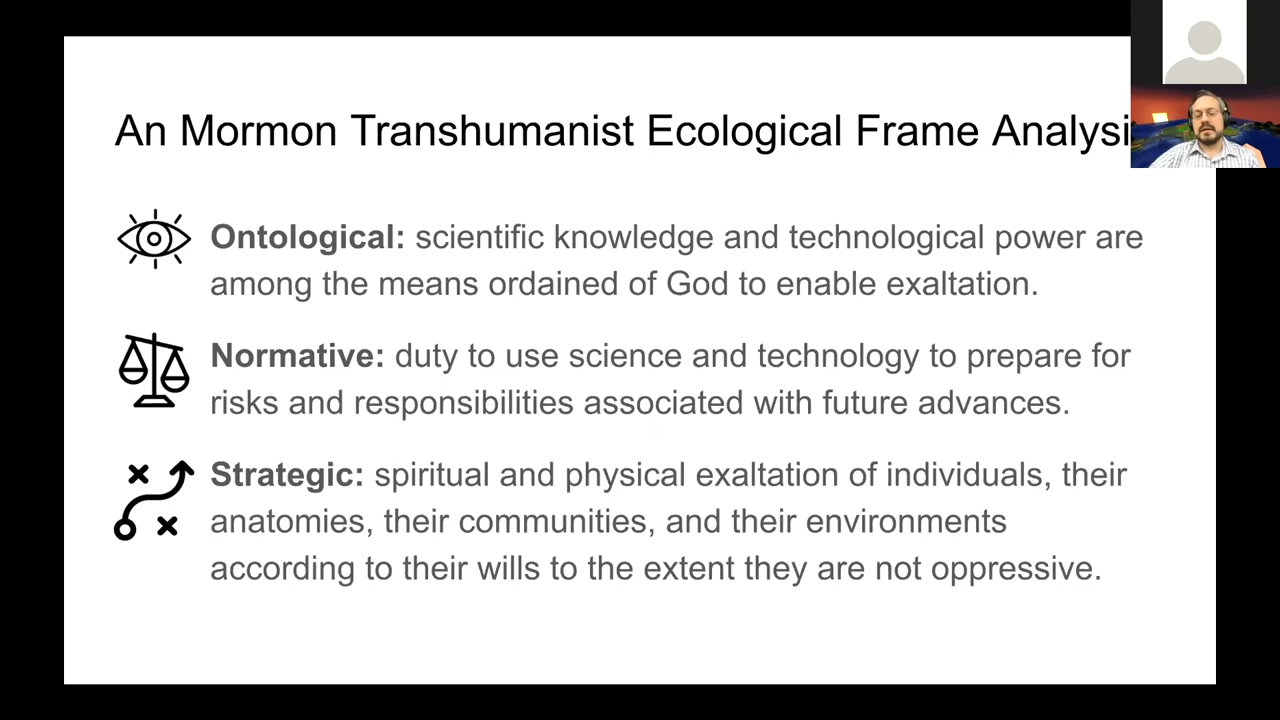 An Mormon Transhumanist Ecological Frame Analysi
Ontological: scientific knowledge and technological power are
among the means ordained of God to enable exaltation.
Normative: duty to use science and technology to prepare for
risks and responsibilities associated with future advances.
Strategic: spiritual and physical exaltation of individuals, their
anatomies, their communities, and their environments
according to their wills to the extent they are not oppressive.